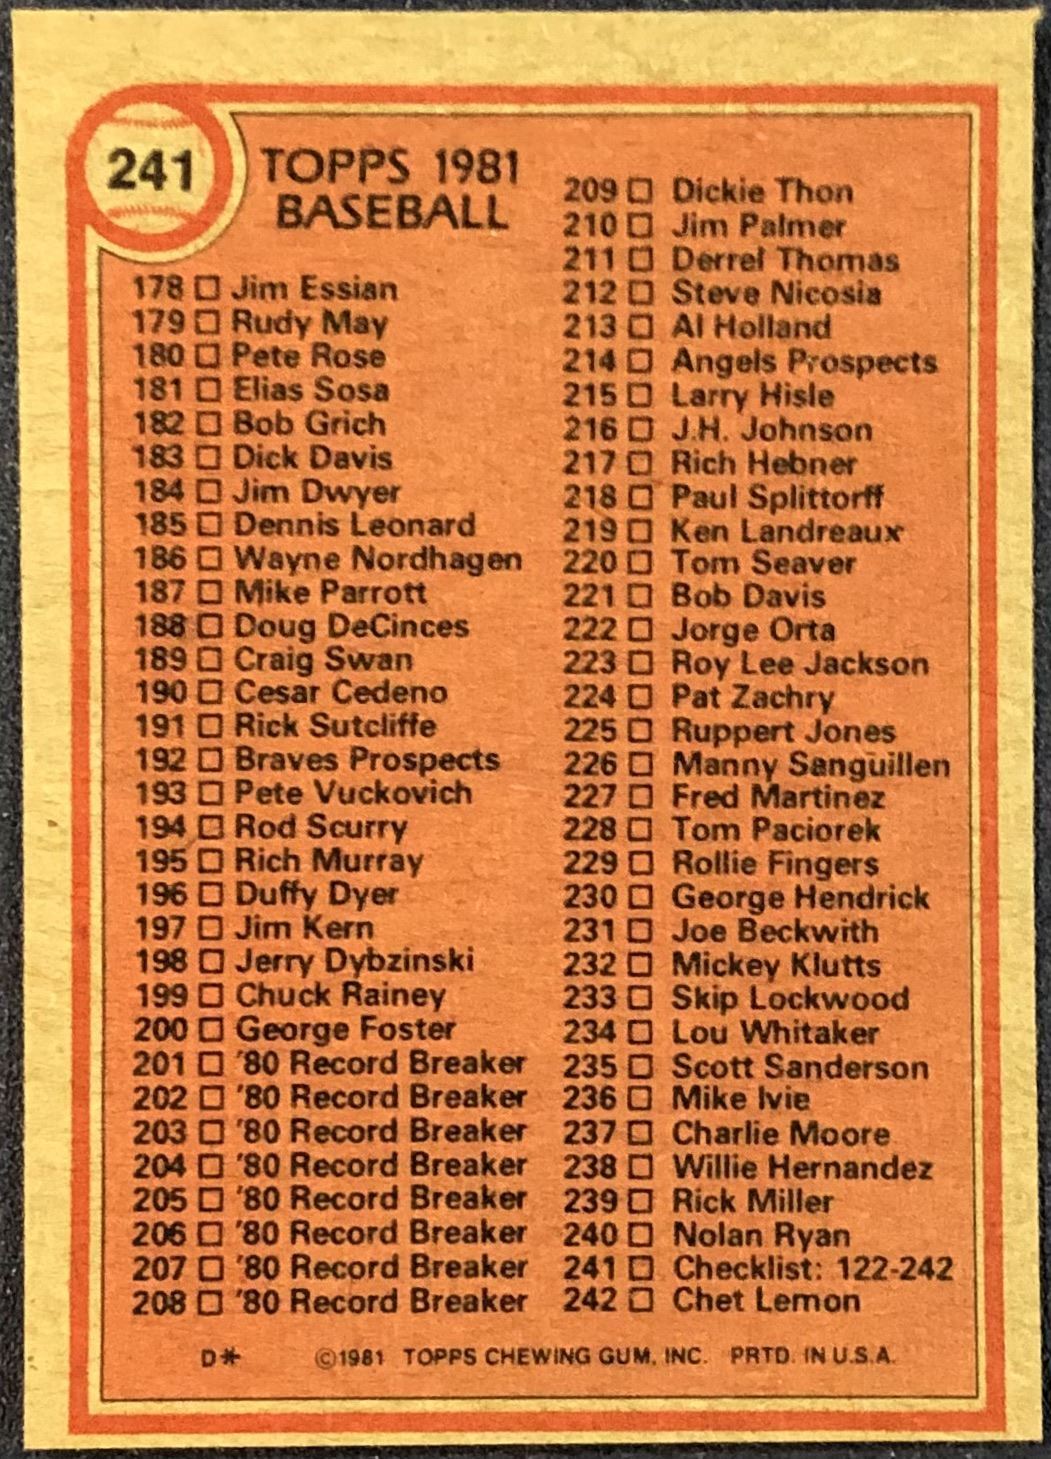 241
TOPPS 1981
BASEBALL
178 □ Jim Essian
179 □ Rudy May
180 □ Pete Rose
181 □ Elias Sosa
182 □ Bob Grich
183 □ Dick Davis
184 □ Jim Dwyer
185 □ Dennis Leonard
186 □ Wayne Nordhagen
187 □ Mike Parrott
188 □ Doug DeCinces
189 □ Craig Swan
190 □ Cesar Cedeno
191 □ Rick Sutcliffe
192 □ Braves Prospects
193 □ Pete Vuckovich
194 □ Rod Scurry
195 □ Rich Murray
196 □ Duffy Dyer
197 □ Jim Kern
198 □ Jerry Dybzinski
199 □ Chuck Rainey
200 □ George Foster
201 □ '80 Record Breaker
202 □ '80 Record Breaker
203 □ '80 Record Breaker
204 □ '80 Record Breaker
205 □ '80 Record Breaker
206 □ '80 Record Breaker
207 □ '80 Record Breaker
208 □ '80 Record Breaker
209 □ Dickie Thon
210 □ Jim Palmer
211 □ Derrel Thomas
212 □ Steve Nicosia
213 □ Al Holland
214 □ Angels Prospects
215 □ Larry Hisle
216 □ J.H. Johnson
217 □ Rich Hebner
218 □ Paul Splittorff
219 □ Ken Landreaux
220 □ Tom Seaver
221 □ Bob Davis
222 □ Jorge Orta
223 □ Roy Lee Jackson
224 □ Pat Zachry
225 □ Ruppert Jones
226 □ Manny Sanguillen
227 □ Fred Martinez
228 □ Tom Paciorek
229 □ Rollie Fingers
230 □ George Hendrick
231 □ Joe Beckwith
232 □ Mickey Klutts
233 □ Skip Lockwood
234 □ Lou Whitaker
235 □ Scott Sanderson
236 □ Mike Ivie
237 □ Charlie Moore
238 □ Willie Hernandez
239 □ Rick Miller
240 □ Nolan Ryan
241 □ Checklist: 122-242
242 □ Chet Lemon
D* ©1981 TOPPS CHEWING GUM, INC. PRTD. IN U.S.A.